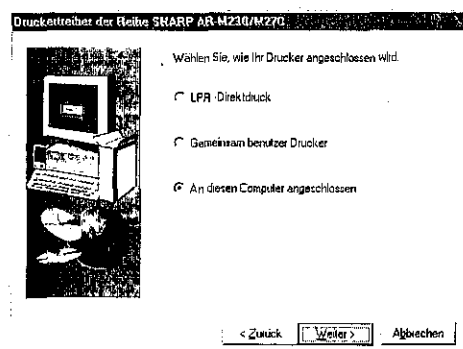 Druckertreiber der Reihe SHARP AR-M230/M270
Wählen Sie, wie Ihr Drucker angeschlossen wird.
LPR -Direktdruck
Gemeinsam benutzer Drucker
An diesen Computer angeschlossen
< Zurück
Weiter >
Abbrechen